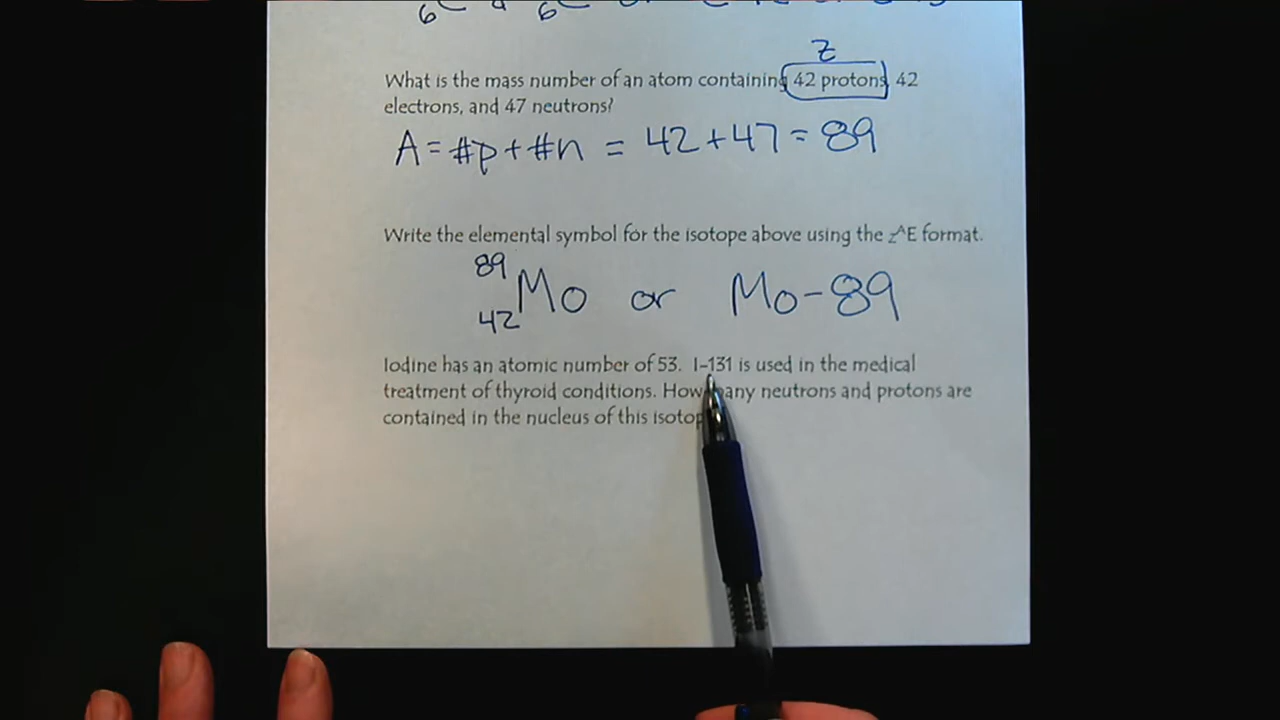 Z
What is the mass number of an atom containing 42 protons, 42
electrons, and 47 neutrons?
A = #p + #n = 42 + 47 = 89
Write the elemental symbol for the isotope above using the zᴬE format.
89
42 Mo or Mo-89
Iodine has an atomic number of 53. I-131 is used in the medical
treatment of thyroid conditions. How many neutrons and protons are
contained in the nucleus of this